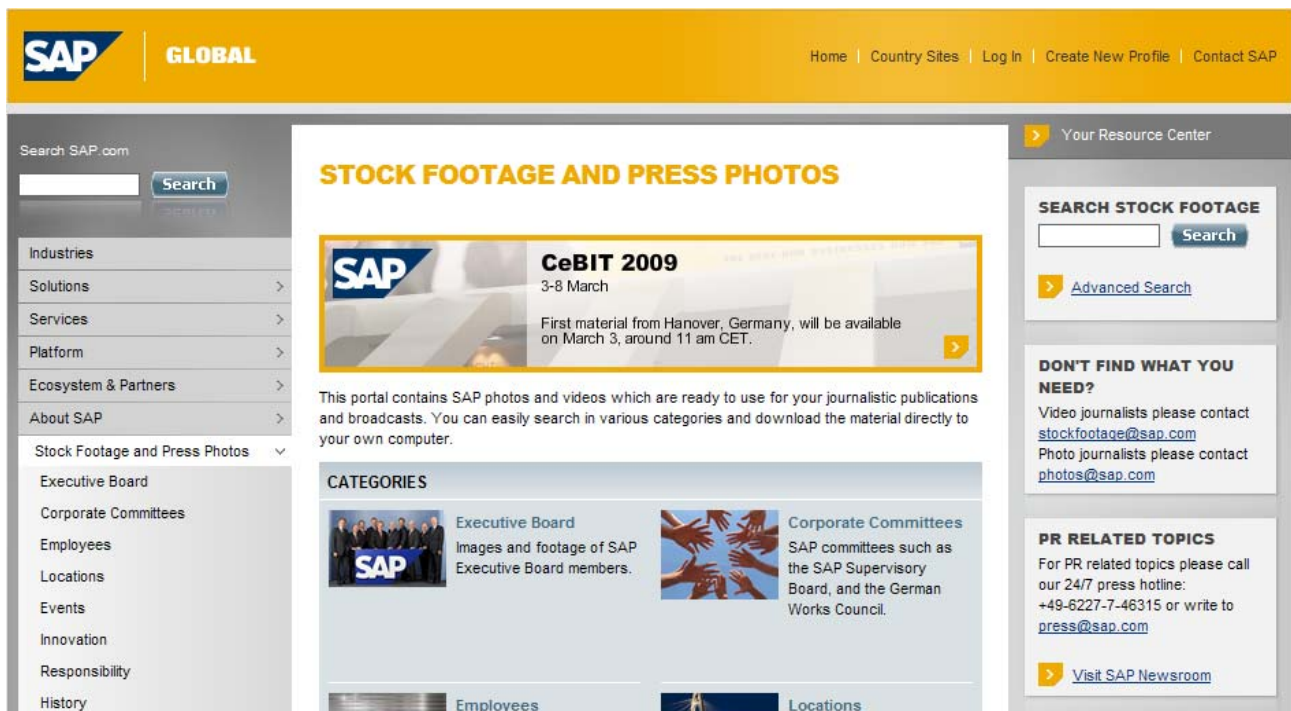 SAP
GLOBAL
Home | Country Sites | Log In | Create New Profile | Contact SAP
Search SAP.com
Search
Industries
Solutions
Services
Platform
Ecosystem & Partners
About SAP
Stock Footage and Press Photos
Executive Board
Corporate Committees
Employees
Locations
Events
Innovation
Responsibility
History
STOCK FOOTAGE AND PRESS PHOTOS
SAP
CeBIT 2009
3-8 March
First material from Hanover, Germany, will be available
on March 3, around 11 am CET.
This portal contains SAP photos and videos which are ready to use for your journalistic publications
and broadcasts. You can easily search in various categories and download the material directly to
your own computer.
CATEGORIES
SAP
Executive Board
Images and footage of SAP
Executive Board members.
Corporate Committees
SAP committees such as
the SAP Supervisory
Board, and the German
Works Council.
Employees
Locations
Your Resource Center
SEARCH STOCK FOOTAGE
Search
Advanced Search
DON'T FIND WHAT YOU
NEED?
Video journalists please contact
stockfootage@sap.com
Photo journalists please contact
photos@sap.com
PR RELATED TOPICS
For PR related topics please call
our 24/7 press hotline:
+49-6227-7-46315 or write to
press@sap.com
Visit SAP Newsroom